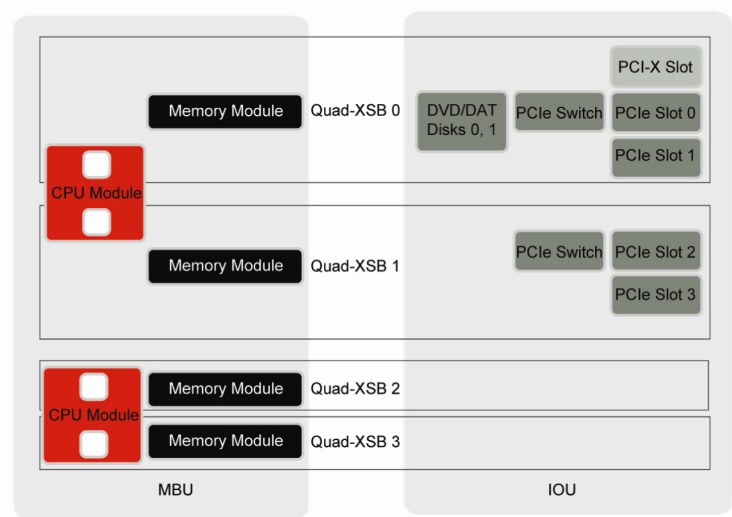 PCI-X Slot
Memory Module
Quad-XSB 0
DVD/DAT
Disks 0, 1
PCIe Switch
PCIe Slot 0
PCIe Slot 1
CPU Module
Memory Module
Quad-XSB 1
PCIe Switch
PCIe Slot 2
PCIe Slot 3
Memory Module
Quad-XSB 2
CPU Module
Memory Module
Quad-XSB 3
MBU
IOU